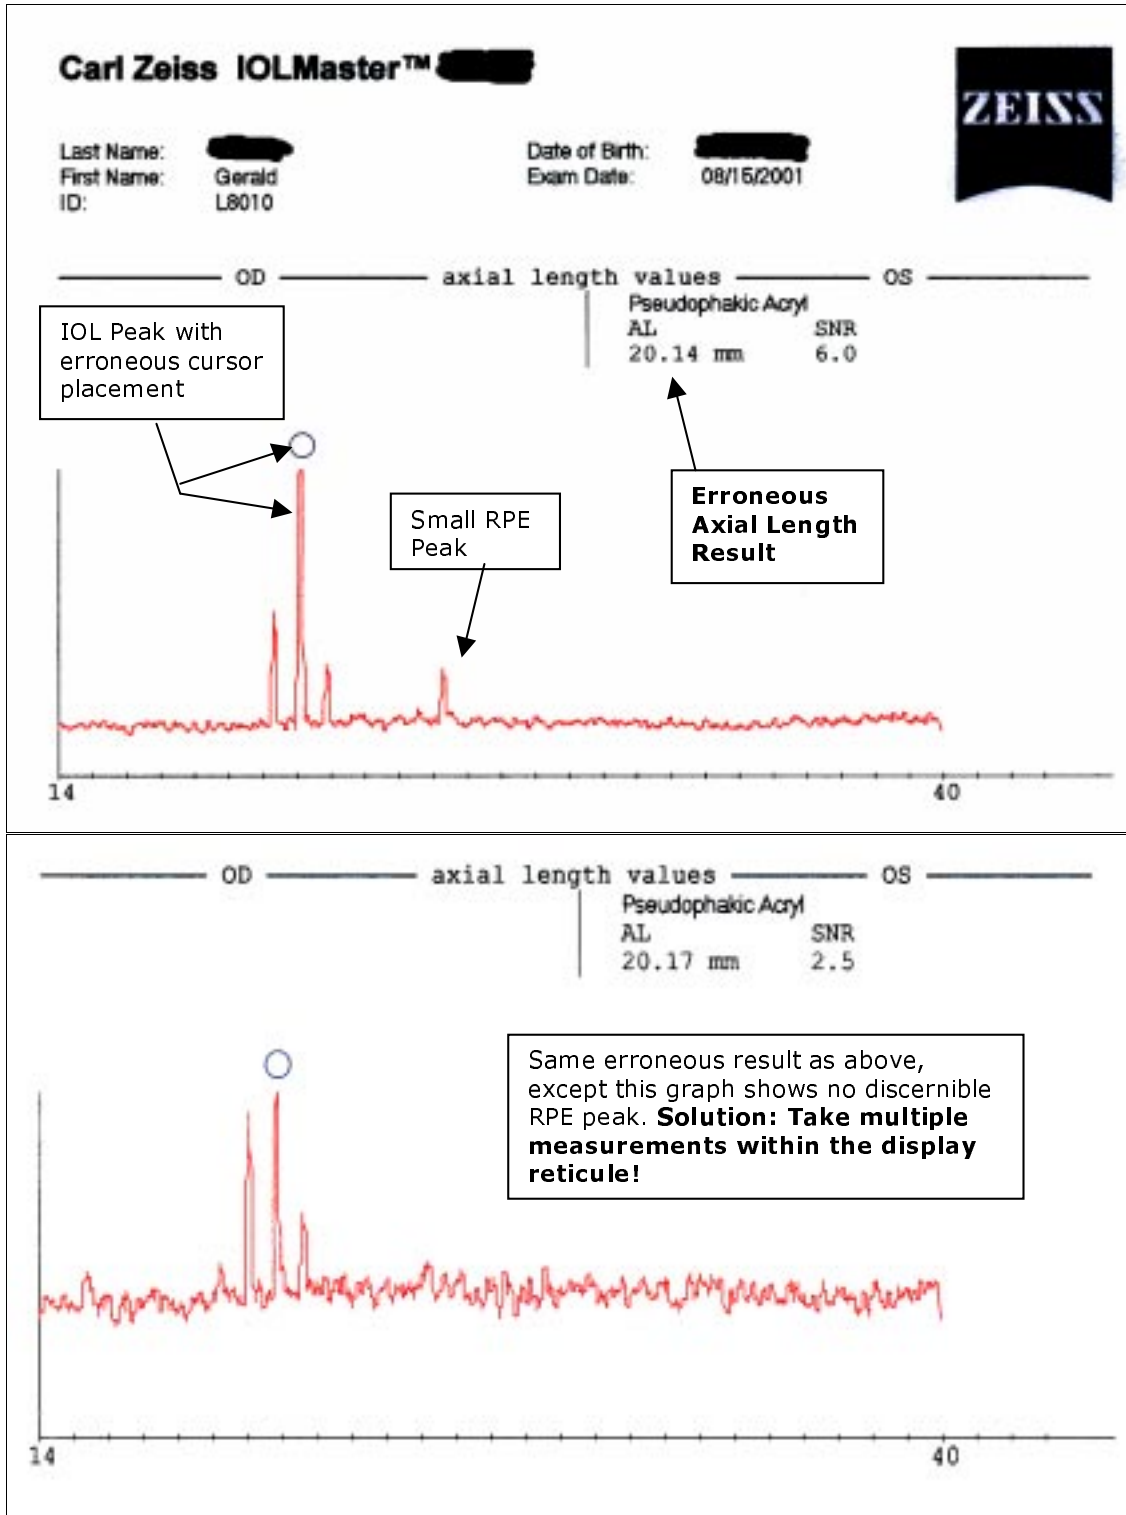 Carl Zeiss IOLMaster™
ZEISS
Last Name:
First Name: Gerald
ID: L8010
Date of Birth:
Exam Date: 08/15/2001
OD axial length values OS
Pseudophakic Acryl
AL SNR
20.14 mm 6.0
IOL Peak with
erroneous cursor
placement
Small RPE
Peak
Erroneous
Axial Length
Result
14 40
OD axial length values OS
Pseudophakic Acryl
AL SNR
20.17 mm 2.5
Same erroneous result as above,
except this graph shows no discernible
RPE peak. Solution: Take multiple
measurements within the display
reticule!
14 40